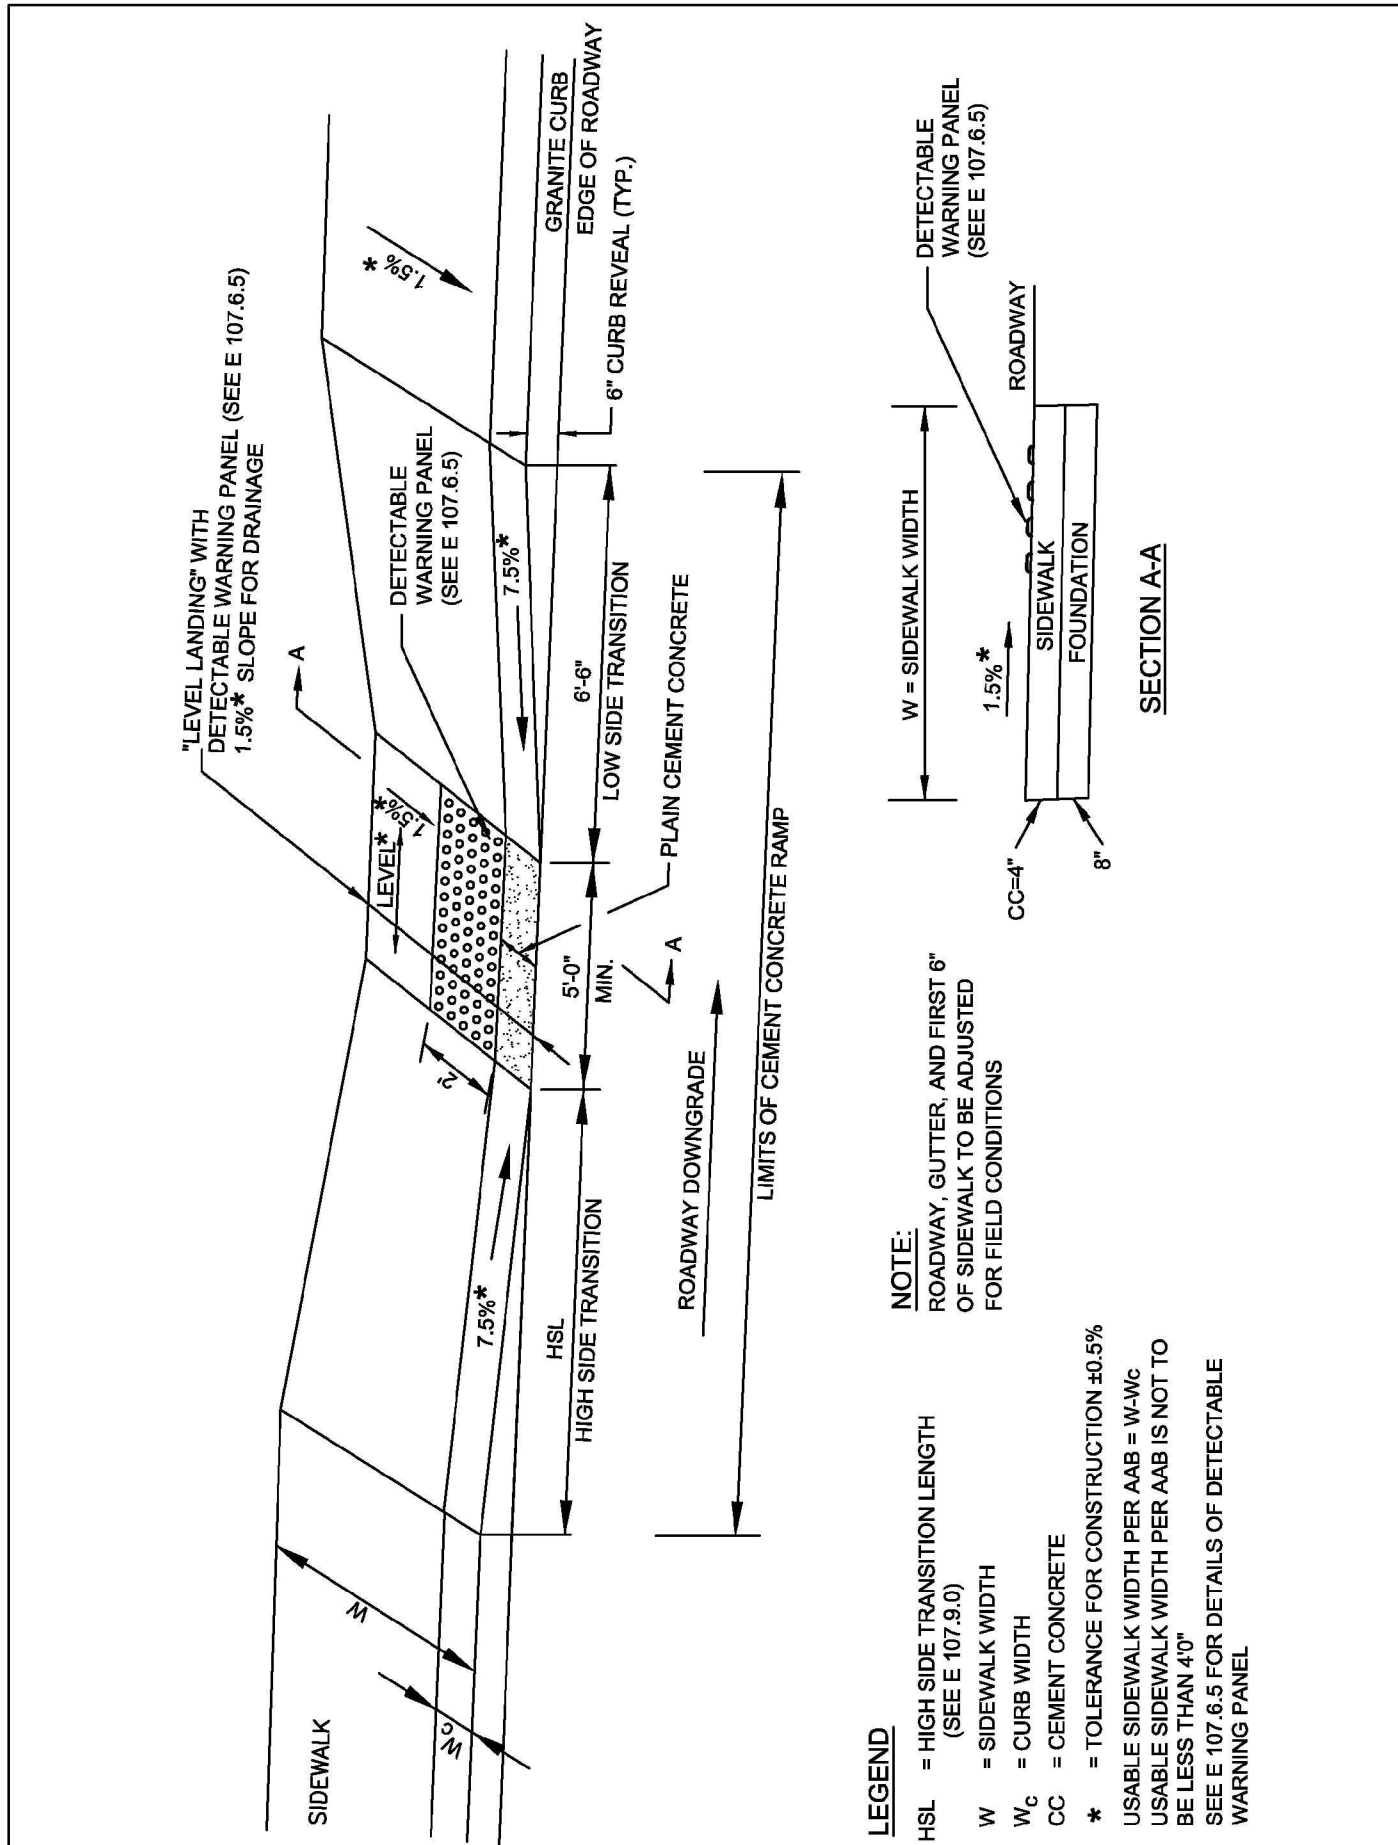 "LEVEL LANDING" WITH
DETECTABLE WARNING PANEL (SEE E 107.6.5)
1.5%* SLOPE FOR DRAINAGE
A
DETECTABLE
WARNING PANEL
(SEE E 107.6.5)
1.5%*
SIDEWALK
W
Wc
LEVEL*
1.5%*
2'
7.5%*
7.5%*
GRANITE CURB
EDGE OF ROADWAY
6" CURB REVEAL (TYP.)
HSL
HIGH SIDE TRANSITION
5'-0"
MIN.
6'-6"
LOW SIDE TRANSITION
PLAIN CEMENT CONCRETE
A
ROADWAY DOWNGRADE
LIMITS OF CEMENT CONCRETE RAMP
LEGEND
HSL = HIGH SIDE TRANSITION LENGTH
(SEE E 107.9.0)
W = SIDEWALK WIDTH
Wc = CURB WIDTH
CC = CEMENT CONCRETE
* = TOLERANCE FOR CONSTRUCTION ±0.5%
USABLE SIDEWALK WIDTH PER AAB = W-Wc
USABLE SIDEWALK WIDTH PER AAB IS NOT TO
BE LESS THAN 4'0"
SEE E 107.6.5 FOR DETAILS OF DETECTABLE
WARNING PANEL
NOTE:
ROADWAY, GUTTER, AND FIRST 6"
OF SIDEWALK TO BE ADJUSTED
FOR FIELD CONDITIONS
W = SIDEWALK WIDTH
DETECTABLE
WARNING PANEL
(SEE E 107.6.5)
1.5%*
ROADWAY
CC=4"
SIDEWALK
FOUNDATION
8"
SECTION A-A